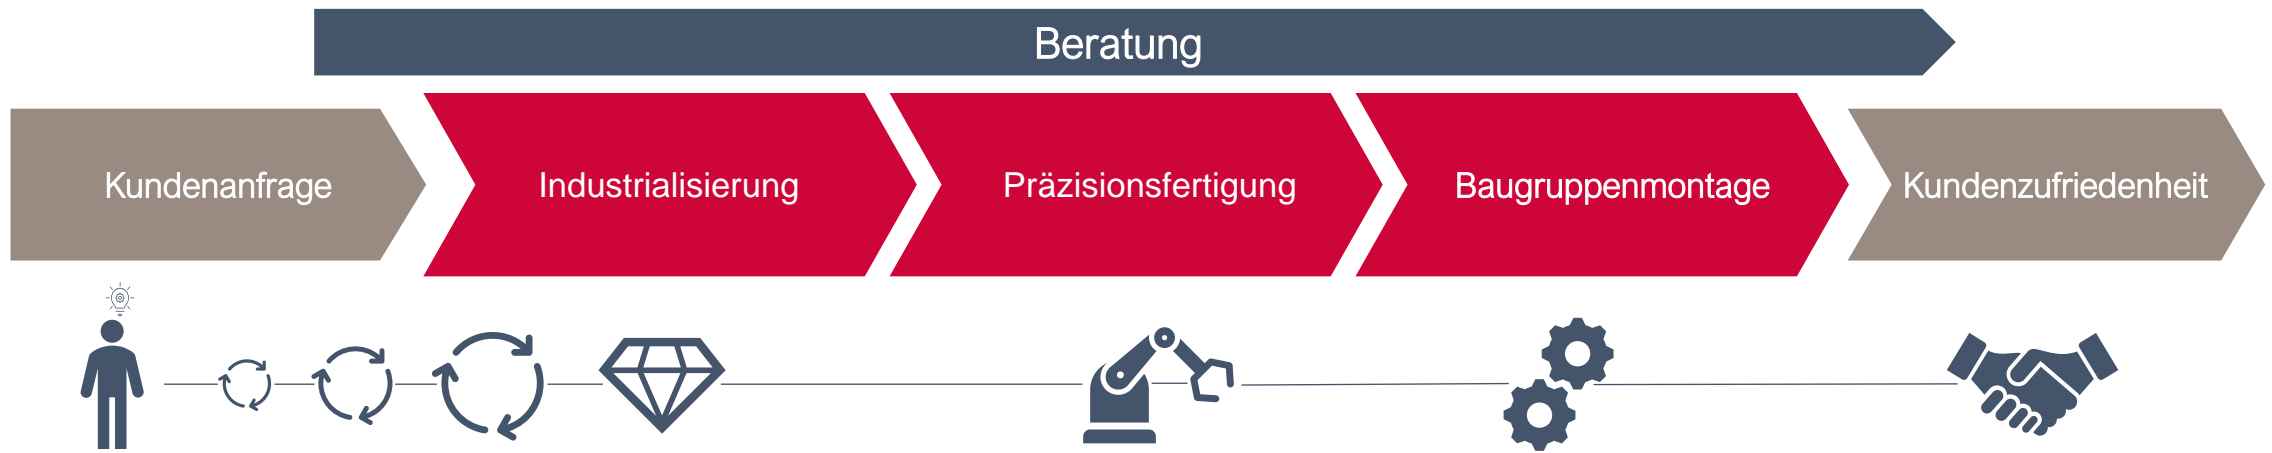 Beratung
Kundenanfrage
Industrialisierung
Präzisionsfertigung
Baugruppenmontage
Kundenzufriedenheit